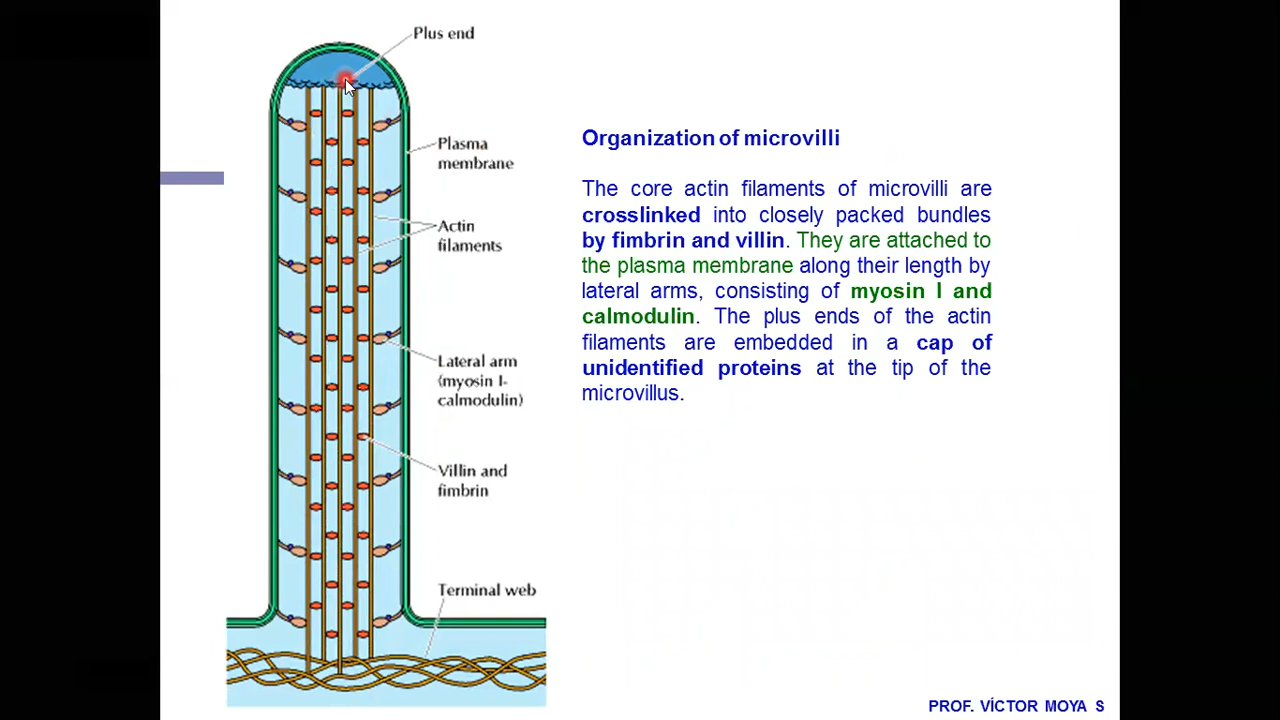 Plus end
Plasma
membrane
Actin
filaments
Lateral arm
(myosin I-
calmodulin)
Villin and
fimbrin
Terminal web
Organization of microvilli
The core actin filaments of microvilli are
crosslinked into closely packed bundles
by fimbrin and villin. They are attached to
the plasma membrane along their length by
lateral arms, consisting of myosin I and
calmodulin. The plus ends of the actin
filaments are embedded in a cap of
unidentified proteins at the tip of the
microvillus.
PROF. VÍCTOR MOYA S